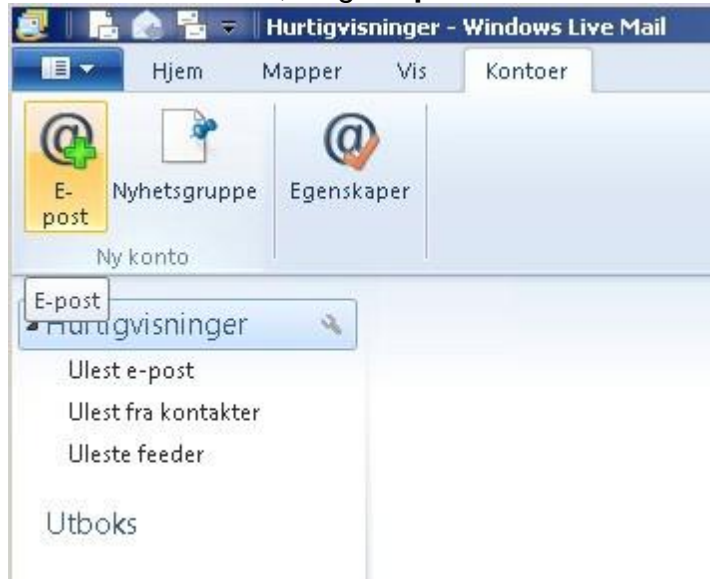 Hurtigvisninger - Windows Live Mail
Hjem Mapper Vis Kontoer
E-
post
Nyhetsgruppe Egenskaper
Ny konto
E-post
Hurtigvisninger
Ulest e-post
Ulest fra kontakter
Uleste feeder
Utboks